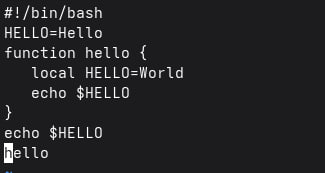 #!/bin/bash
HELLO=Hello
function hello {
   local HELLO=World
   echo $HELLO
}
echo $HELLO
hello